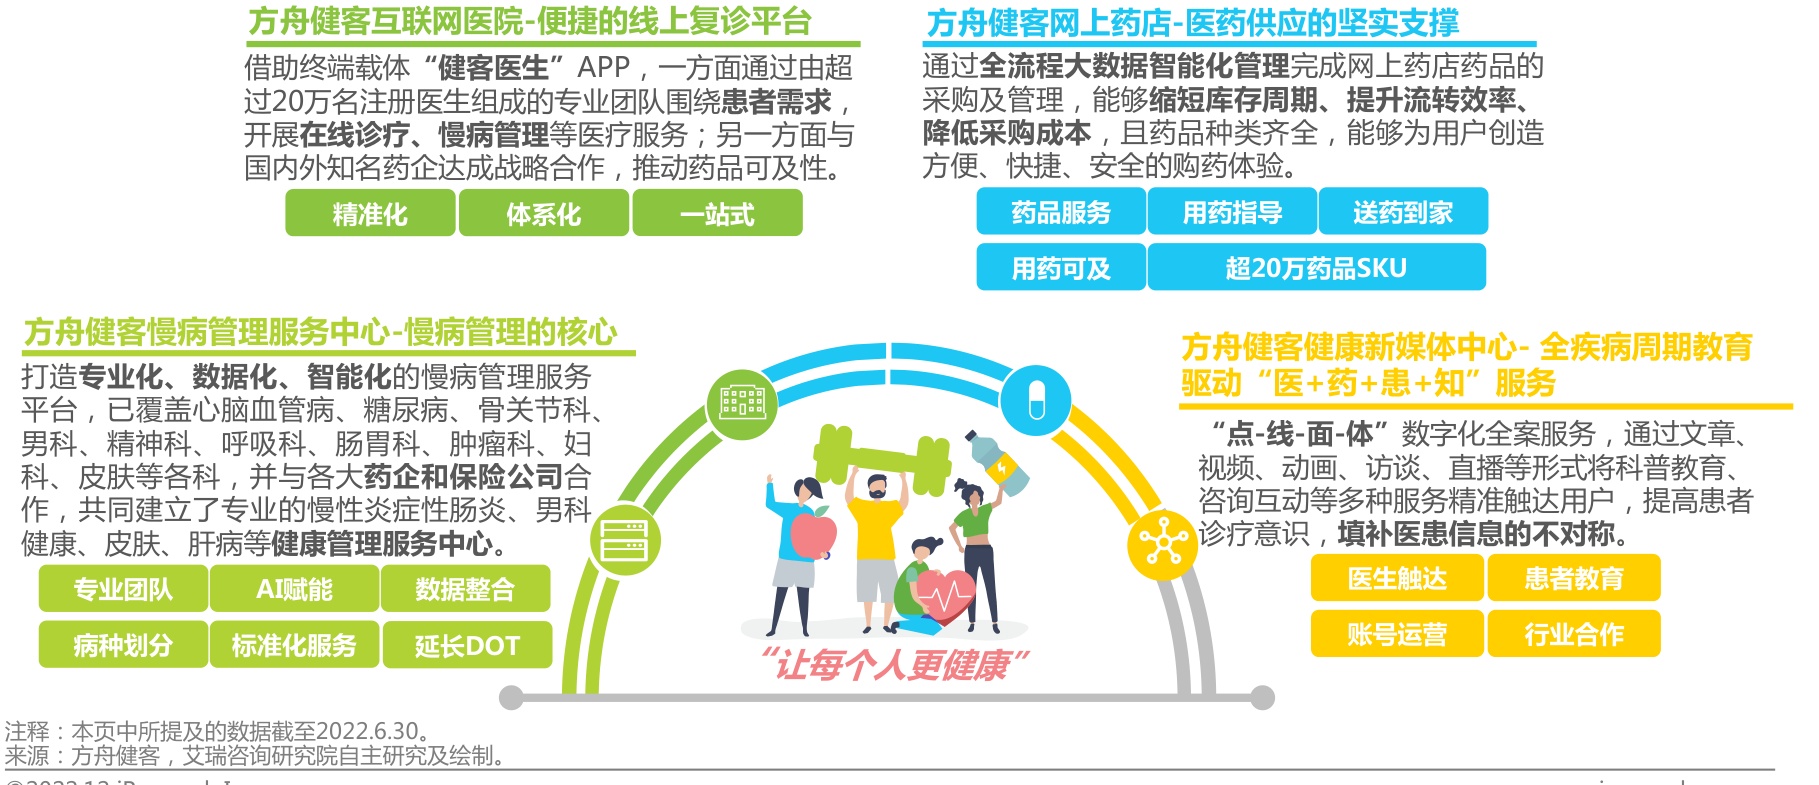 方舟健客互联网医院-便捷的线上复诊平台
借助终端载体“健客医生”APP，一方面通过由超
过20万名注册医生组成的专业团队围绕患者需求，
开展在线诊疗、慢病管理等医疗服务；另一方面与
国内外知名药企达成战略合作，推动药品可及性。
精准化
体系化
一站式
方舟健客网上药店-医药供应的坚实支撑
通过全流程大数据智能化管理完成网上药店药品的
采购及管理，能够缩短库存周期、提升流转效率、
降低采购成本，且药品种类齐全，能够为用户创造
方便、快捷、安全的购药体验。
药品服务
用药指导
送药到家
用药可及
超20万药品SKU
方舟健客慢病管理服务中心-慢病管理的核心
打造专业化、数据化、智能化的慢病管理服务
平台，已覆盖心脑血管病、糖尿病、骨关节科、
男科、精神科、呼吸科、肠胃科、肿瘤科、妇
科、皮肤等各科，并与各大药企和保险公司合
作，共同建立了专业的慢性炎症性肠炎、男科
健康、皮肤、肝病等健康管理服务中心。
专业团队
AI赋能
数据整合
病种划分
标准化服务
延长DOT
方舟健客健康新媒体中心- 全疾病周期教育
驱动“医+药+患+知”服务
“点-线-面-体”数字化全案服务，通过文章、
视频、动画、访谈、直播等形式将科普教育、
咨询互动等多种服务精准触达用户，提高患者
诊疗意识，填补医患信息的不对称。
医生触达
患者教育
账号运营
行业合作
“让每个人更健康”
注释：本页中所提及的数据截至2022.6.30。
来源：方舟健客，艾瑞咨询研究院自主研究及绘制。